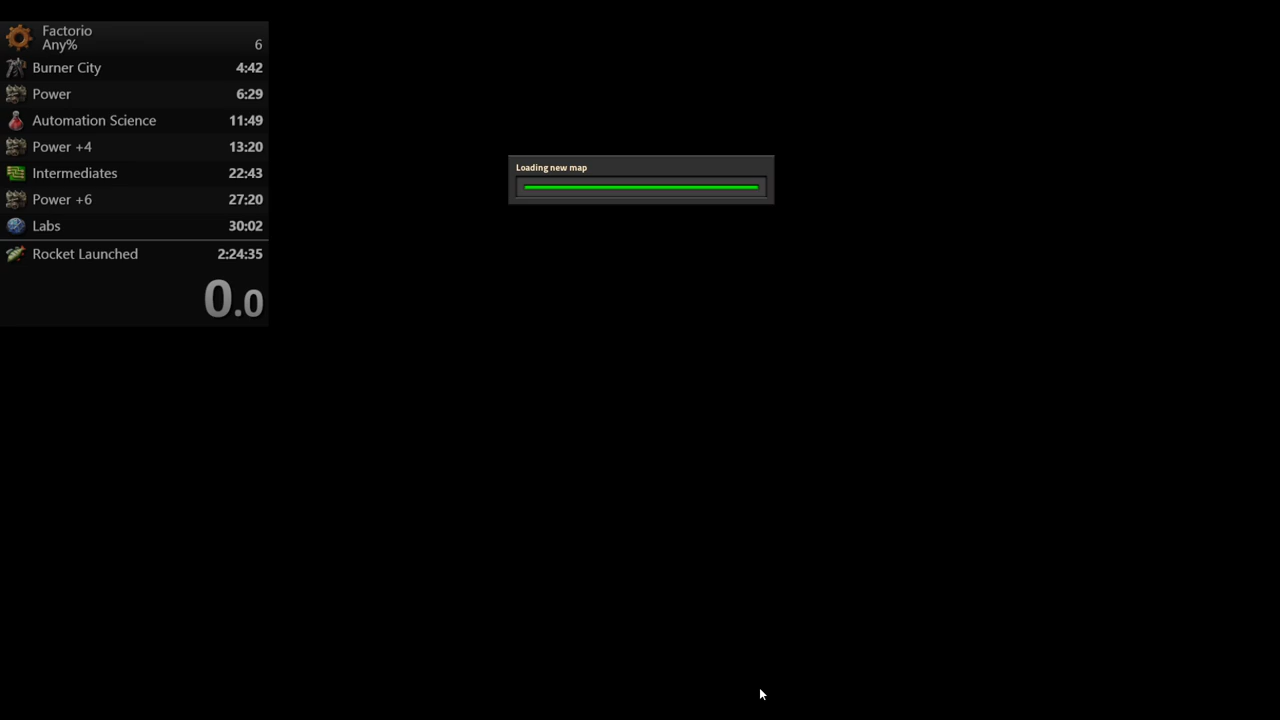 Factorio
Any% 6
Burner City 4:42
Power 6:29
Automation Science 11:49
Power +4 13:20
Intermediates 22:43
Power +6 27:20
Labs 30:02
Rocket Launched 2:24:35
0.0
Loading new map